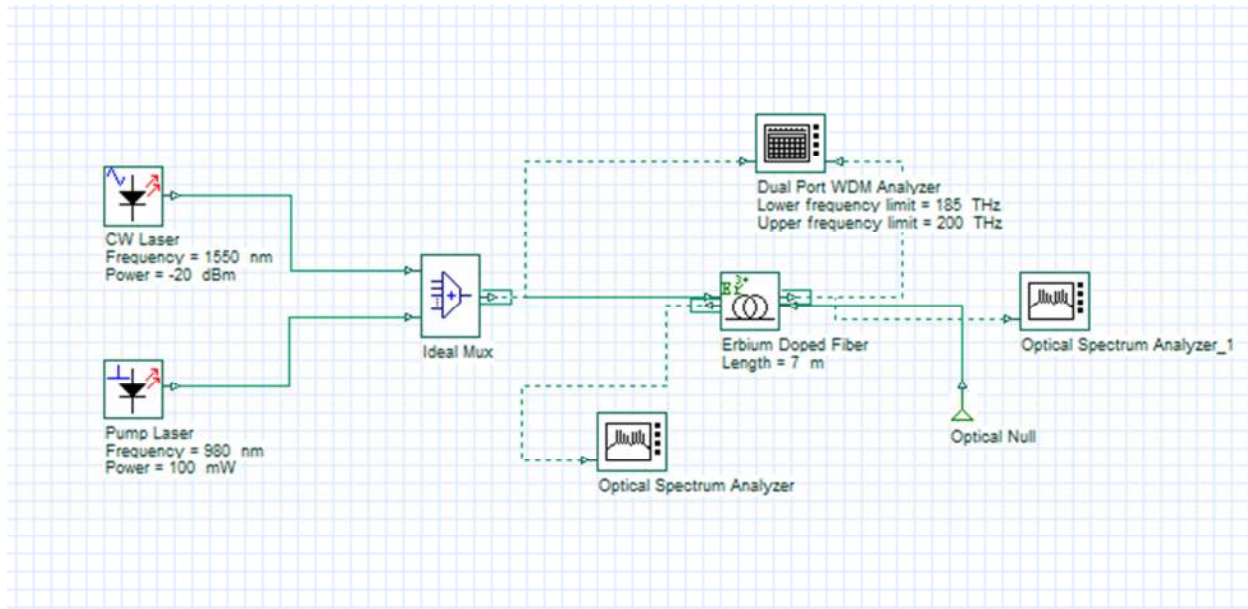 Dual Port WDM Analyzer
Lower frequency limit = 185 THz
Upper frequency limit = 200 THz
CW Laser
Frequency = 1550 nm
Power = -20 dBm
Ideal Mux
Er 3+
Erbium Doped Fiber
Length = 7 m
Optical Spectrum Analyzer_1
Pump Laser
Frequency = 980 nm
Power = 100 mW
Optical Null
Optical Spectrum Analyzer